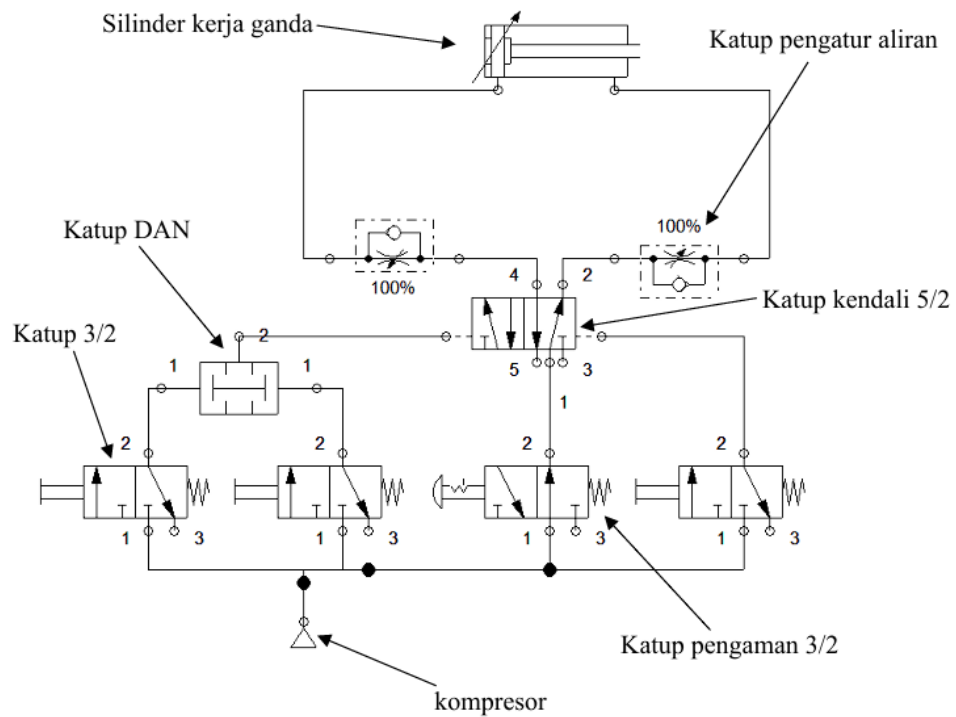 Silinder kerja ganda
Katup pengatur aliran
Katup DAN
100%
100%
4 2
Katup kendali 5/2
Katup 3/2
2
1 1
5 3
1
2 2 2 2
1 3 1 3 1 3 1 3
Katup pengaman 3/2
kompresor